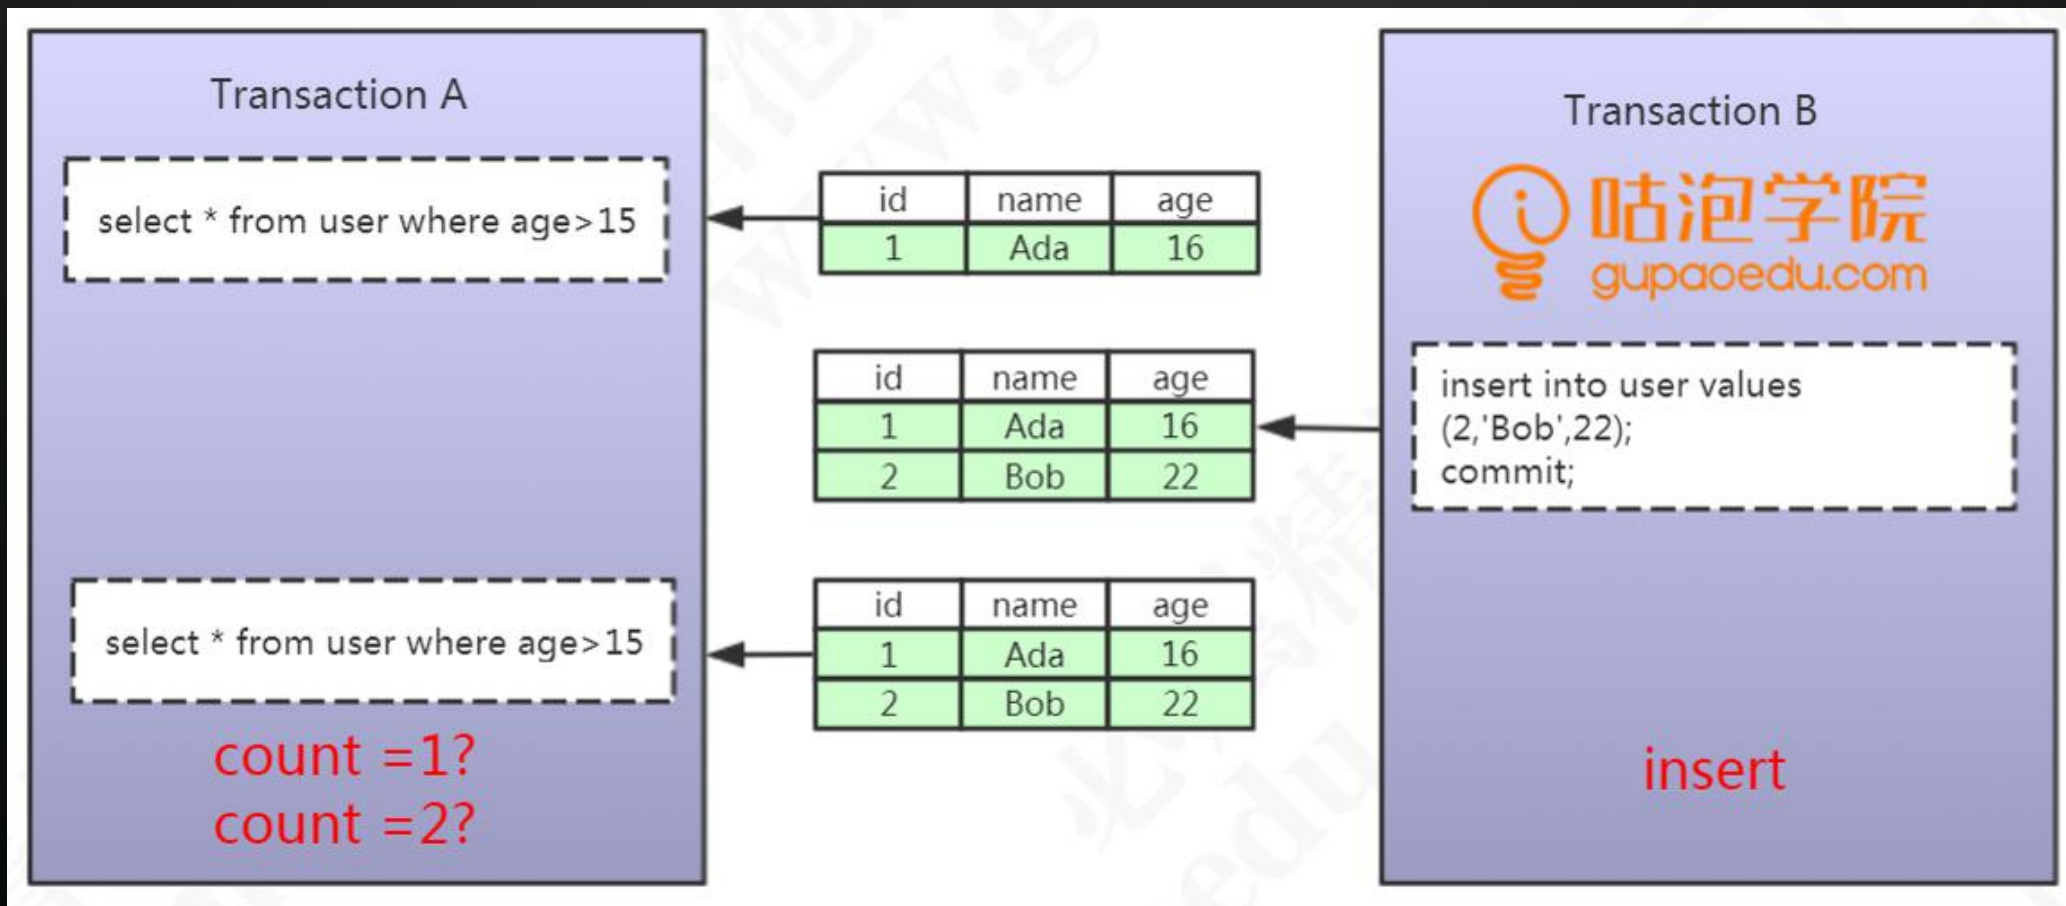 Transaction A
select * from user where age>15
id name age
1 Ada 16
Transaction B
咕泡学院
gupaoedu.com
id name age
1 Ada 16
2 Bob 22
insert into user values
(2,'Bob',22);
commit;
select * from user where age>15
id name age
1 Ada 16
2 Bob 22
count =1?
count =2?
insert